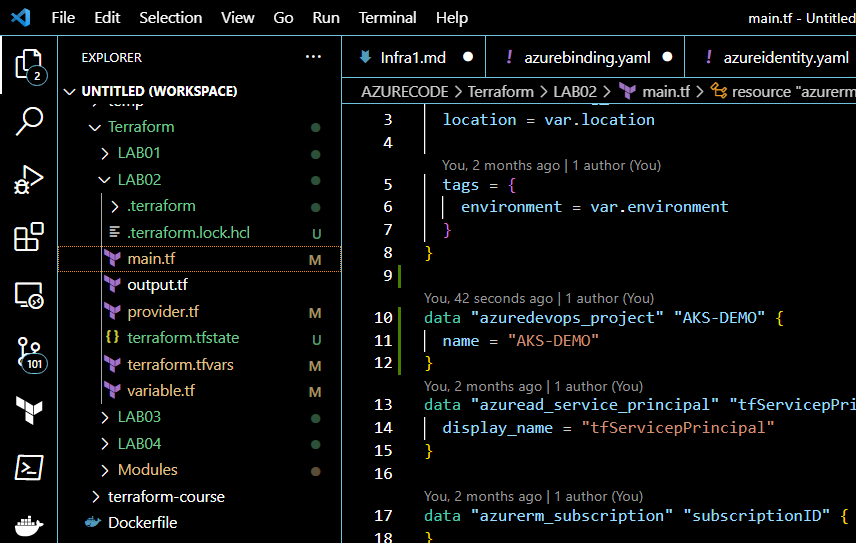 File Edit Selection View Go Run Terminal Help main.tf - Untitled
EXPLORER ...
Infra1.md ! azurebinding.yaml ! azureidentity.yaml
2
UNTITLED (WORKSPACE)
AZURECODE > Terraform > LAB02 > main.tf > resource "azurerm
temp
Terraform
LAB01
LAB02
.terraform
.terraform.lock.hcl U
main.tf M
output.tf
provider.tf M
{} terraform.tfstate U
terraform.tfvars M
variable.tf M
LAB03
LAB04
Modules
terraform-course
Dockerfile
101
3 location = var.location
4
You, 2 months ago | 1 author (You)
5 tags = {
6 environment = var.environment
7 }
8 }
9
You, 42 seconds ago | 1 author (You)
10 data "azuredevops_project" "AKS-DEMO" {
11 name = "AKS-DEMO"
12 }
You, 2 months ago | 1 author (You)
13 data "azuread_service_principal" "tfServicepPri
14 display_name = "tfServicepPrincipal"
15 }
16
You, 2 months ago | 1 author (You)
17 data "azurerm_subscription" "subscriptionID" {
18 }